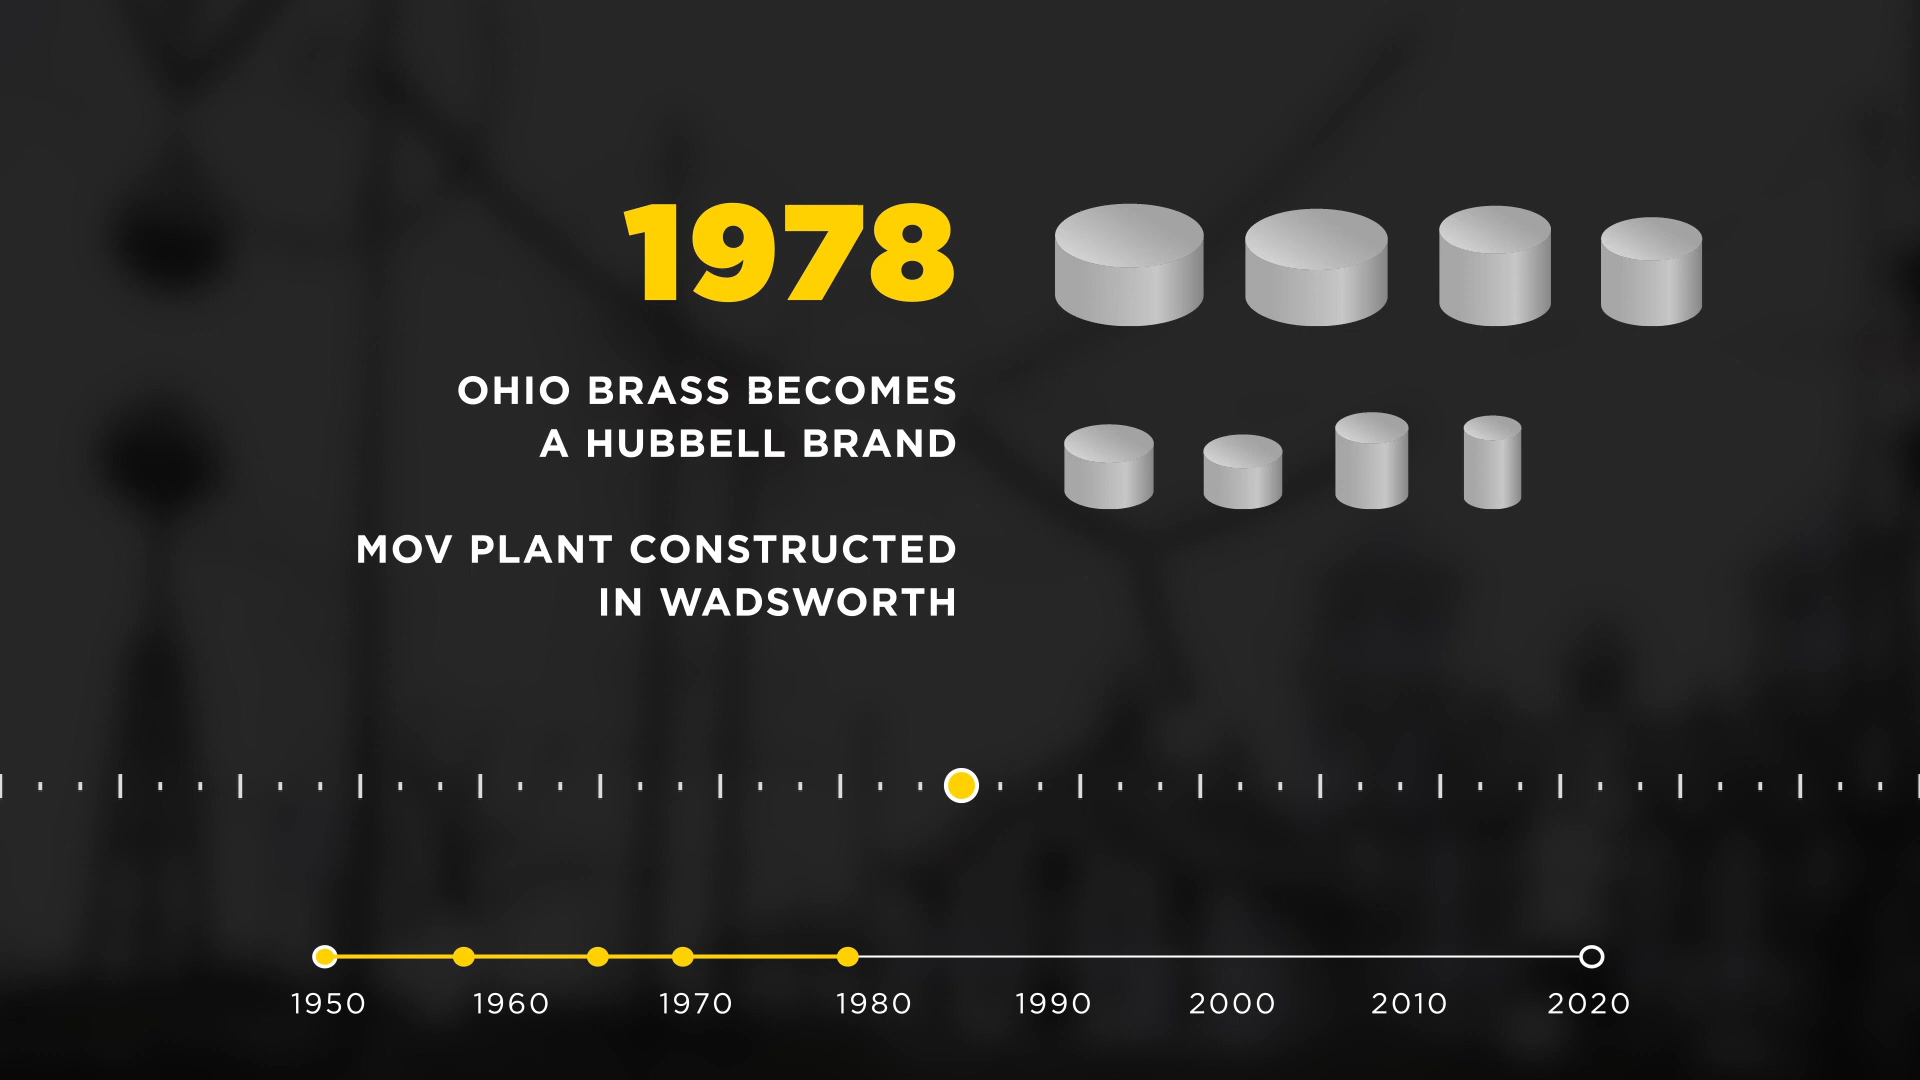 1978
OHIO BRASS BECOMES
A HUBBELL BRAND
MOV PLANT CONSTRUCTED
IN WADSWORTH
1950 1960 1970 1980 1990 2000 2010 2020